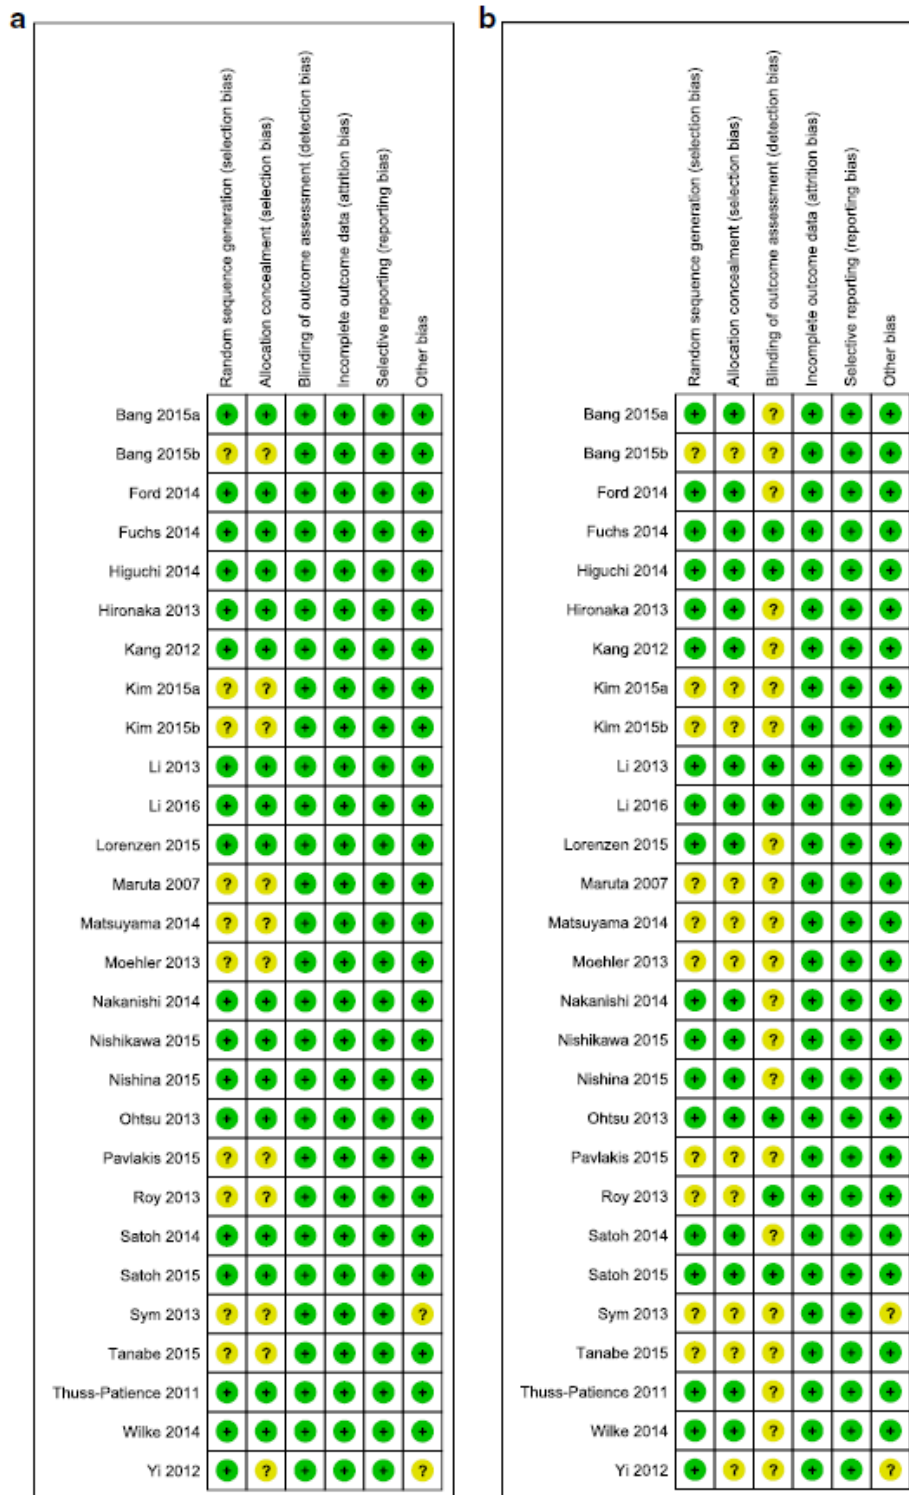 a
Random sequence generation (selection bias)
Allocation concealment (selection bias)
Blinding of outcome assessment (detection bias)
Incomplete outcome data (attrition bias)
Selective reporting (reporting bias)
Other bias
Bang 2015a + + + + + +
Bang 2015b ? ? + + + +
Ford 2014 + + + + + +
Fuchs 2014 + + + + + +
Higuchi 2014 + + + + + +
Hironaka 2013 + + + + + +
Kang 2012 + + + + + +
Kim 2015a ? ? + + + +
Kim 2015b ? ? + + + +
Li 2013 + + + + + +
Li 2016 + + + + + +
Lorenzen 2015 + + + + + +
Maruta 2007 ? ? + + + +
Matsuyama 2014 ? ? + + + +
Moehler 2013 ? ? + + + +
Nakanishi 2014 + + + + + +
Nishikawa 2015 + + + + + +
Nishina 2015 + + + + + +
Ohtsu 2013 + + + + + +
Pavlakis 2015 ? ? + + + +
Roy 2013 ? ? + + + +
Satoh 2014 + + + + + +
Satoh 2015 + + + + + +
Sym 2013 ? ? + + + ?
Tanabe 2015 ? ? + + + +
Thuss-Patience 2011 + + + + + +
Wilke 2014 + + + + + +
Yi 2012 + ? + + + ?
b
Random sequence generation (selection bias)
Allocation concealment (selection bias)
Blinding of outcome assessment (detection bias)
Incomplete outcome data (attrition bias)
Selective reporting (reporting bias)
Other bias
Bang 2015a + + ? + + +
Bang 2015b ? ? ? + + +
Ford 2014 + + ? + + +
Fuchs 2014 + + + + + +
Higuchi 2014 + + + + + +
Hironaka 2013 + + ? + + +
Kang 2012 + + ? + + +
Kim 2015a ? ? ? + + +
Kim 2015b ? ? ? + + +
Li 2013 + + + + + +
Li 2016 + + + + + +
Lorenzen 2015 + + ? + + +
Maruta 2007 ? ? ? + + +
Matsuyama 2014 ? ? ? + + +
Moehler 2013 ? ? ? + + +
Nakanishi 2014 + + ? + + +
Nishikawa 2015 + + ? + + +
Nishina 2015 + + ? + + +
Ohtsu 2013 + + + + + +
Pavlakis 2015 ? ? ? + + +
Roy 2013 ? ? + + + +
Satoh 2014 + + ? + + +
Satoh 2015 + + + + + +
Sym 2013 ? ? ? + + ?
Tanabe 2015 ? ? ? + + +
Thuss-Patience 2011 + + ? + + +
Wilke 2014 + + ? + + +
Yi 2012 + ? ? + + ?